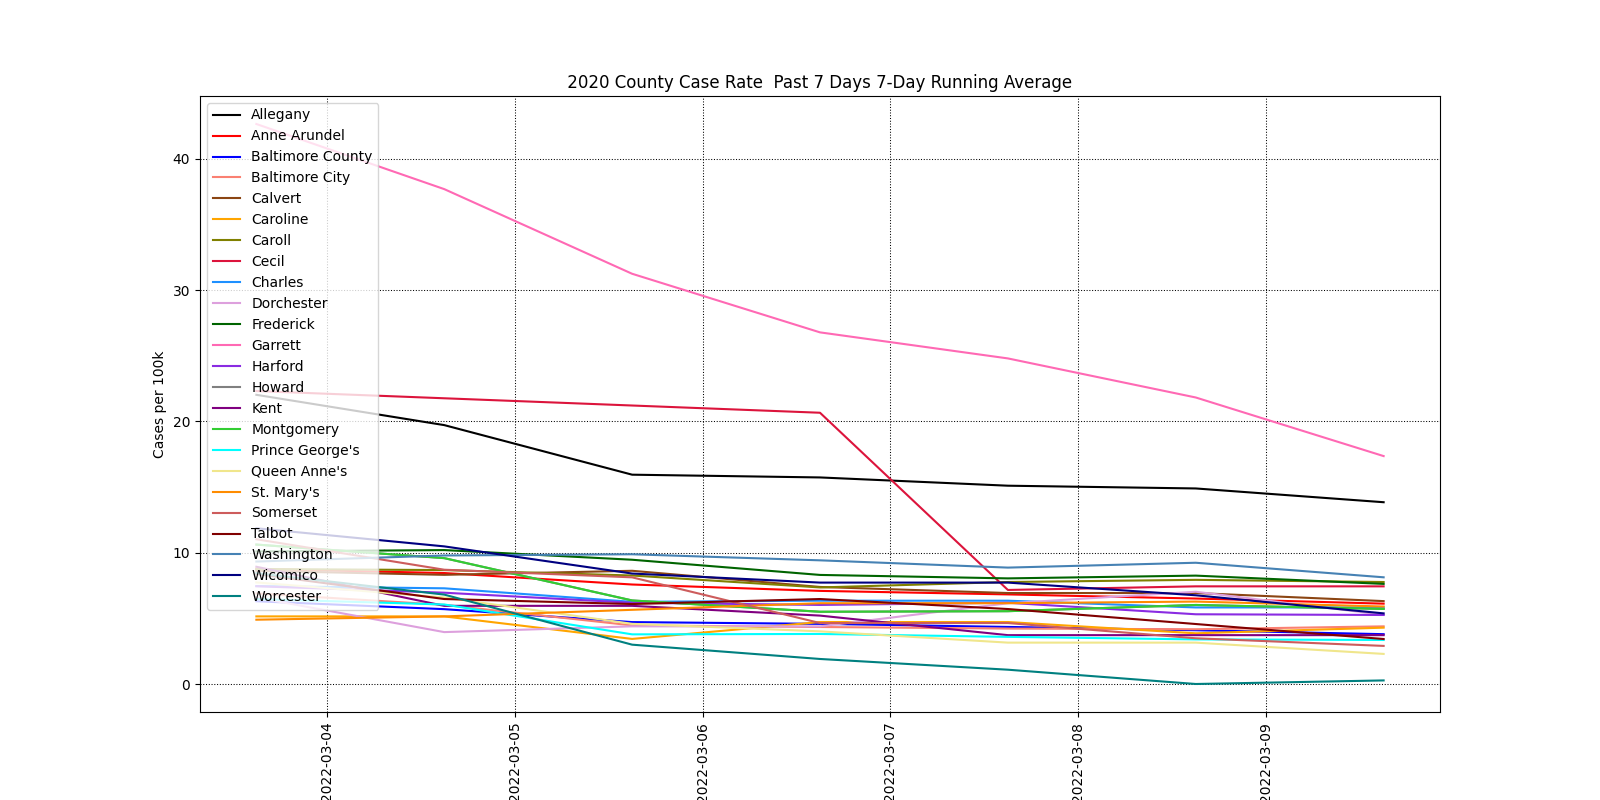 2020 County Case Rate  Past 7 Days 7-Day Running Average
Allegany
Anne Arundel
Baltimore County
Baltimore City
Calvert
Caroline
Caroll
Cecil
Charles
Dorchester
Frederick
Garrett
Harford
Howard
Kent
Montgomery
Prince George's
Queen Anne's
St. Mary's
Somerset
Talbot
Washington
Wicomico
Worcester
Cases per 100k
40
30
20
10
0
2022-03-04
2022-03-05
2022-03-06
2022-03-07
2022-03-08
2022-03-09